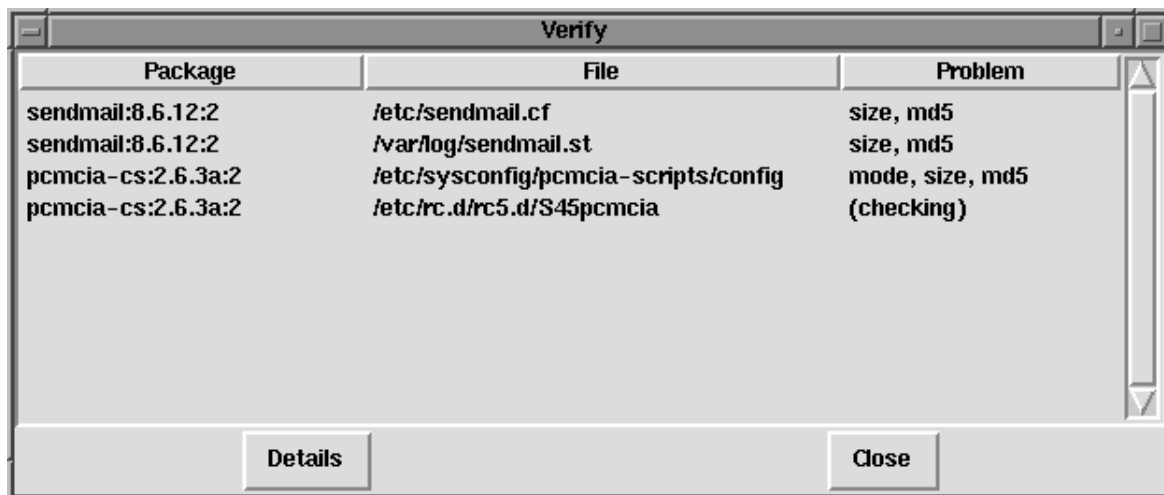 Verify
Package File Problem
sendmail:8.6.12:2 /etc/sendmail.cf size, md5
sendmail:8.6.12:2 /var/log/sendmail.st size, md5
pcmcia-cs:2.6.3a:2 /etc/sysconfig/pcmcia-scripts/config mode, size, md5
pcmcia-cs:2.6.3a:2 /etc/rc.d/rc5.d/S45pcmcia (checking)
Details Close